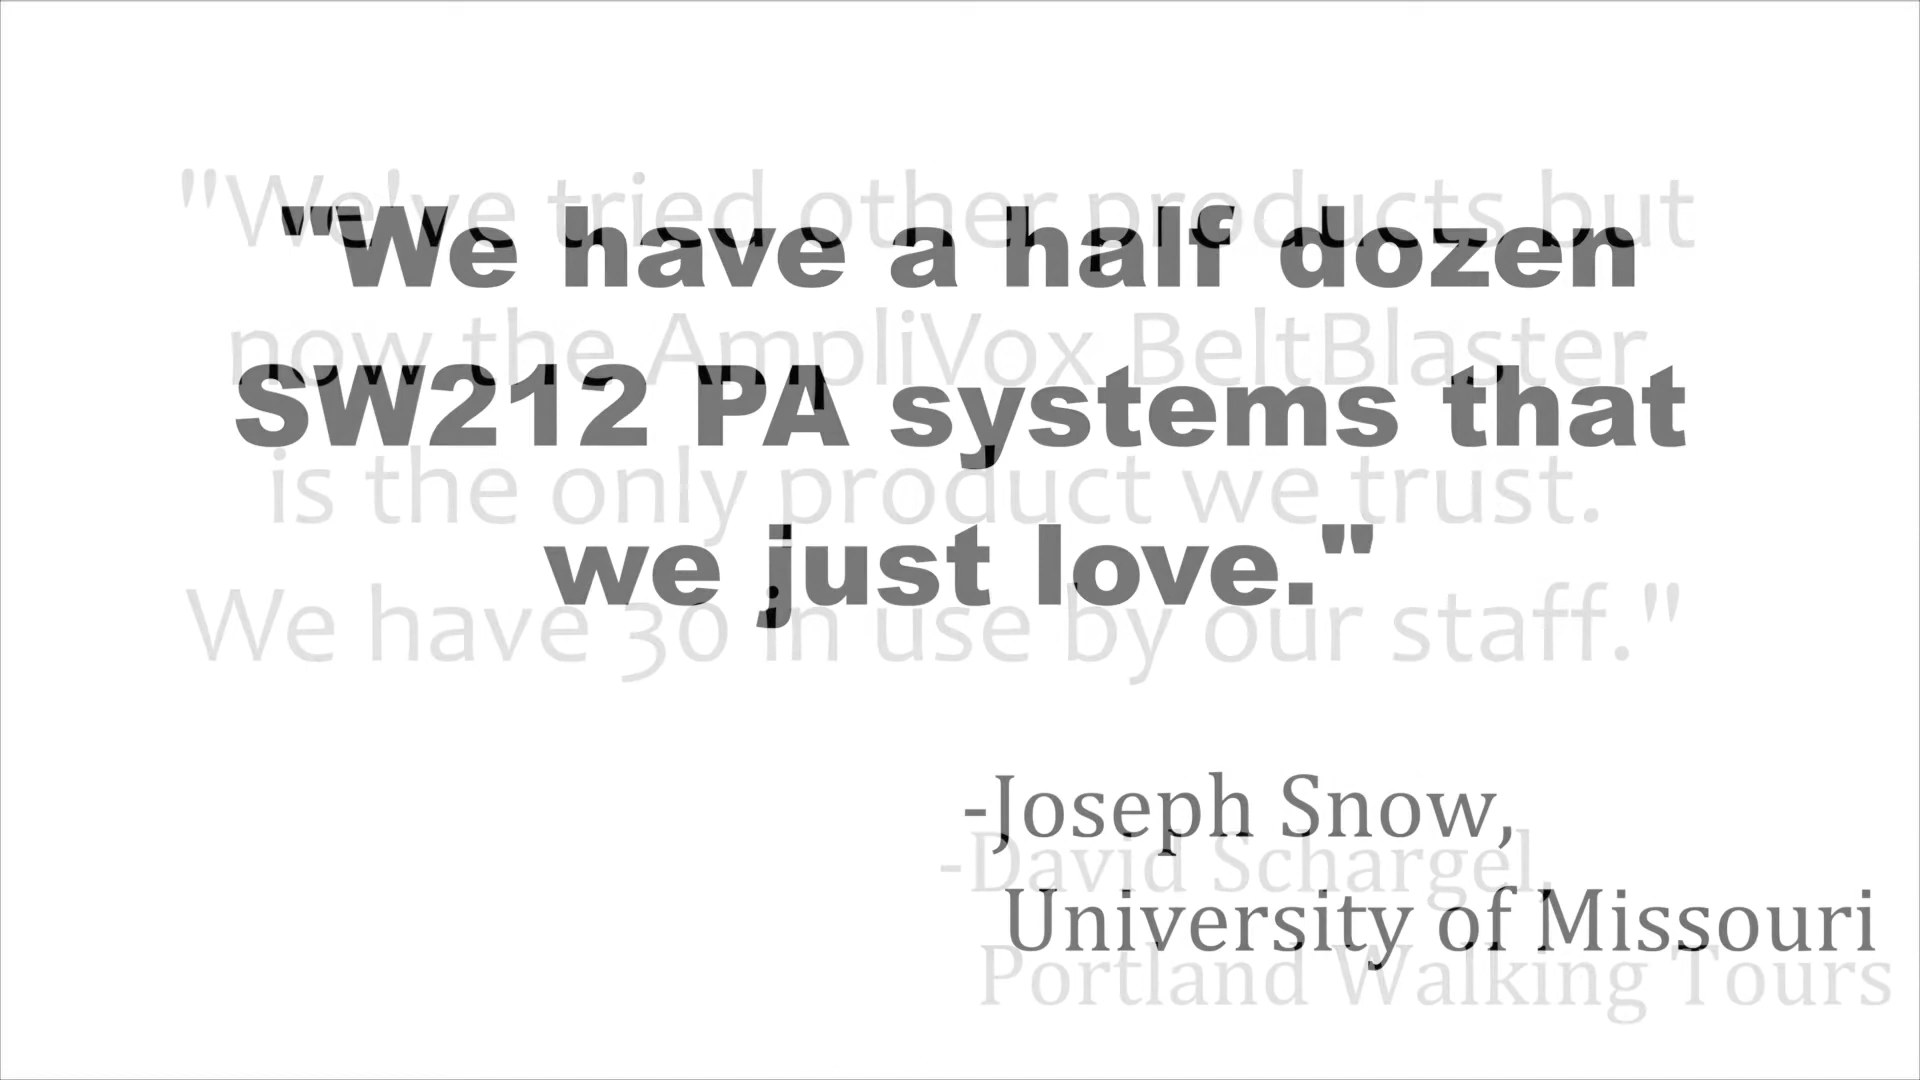 "We have a half dozen
SW212 PA systems that
we just love."
-Joseph Snow,
University of Missouri
"We've tried other products but
now the AmpliVox BeltBlaster
is the only product we trust.
We have 30 in use by our staff."
-David Schargel,
Portland Walking Tours